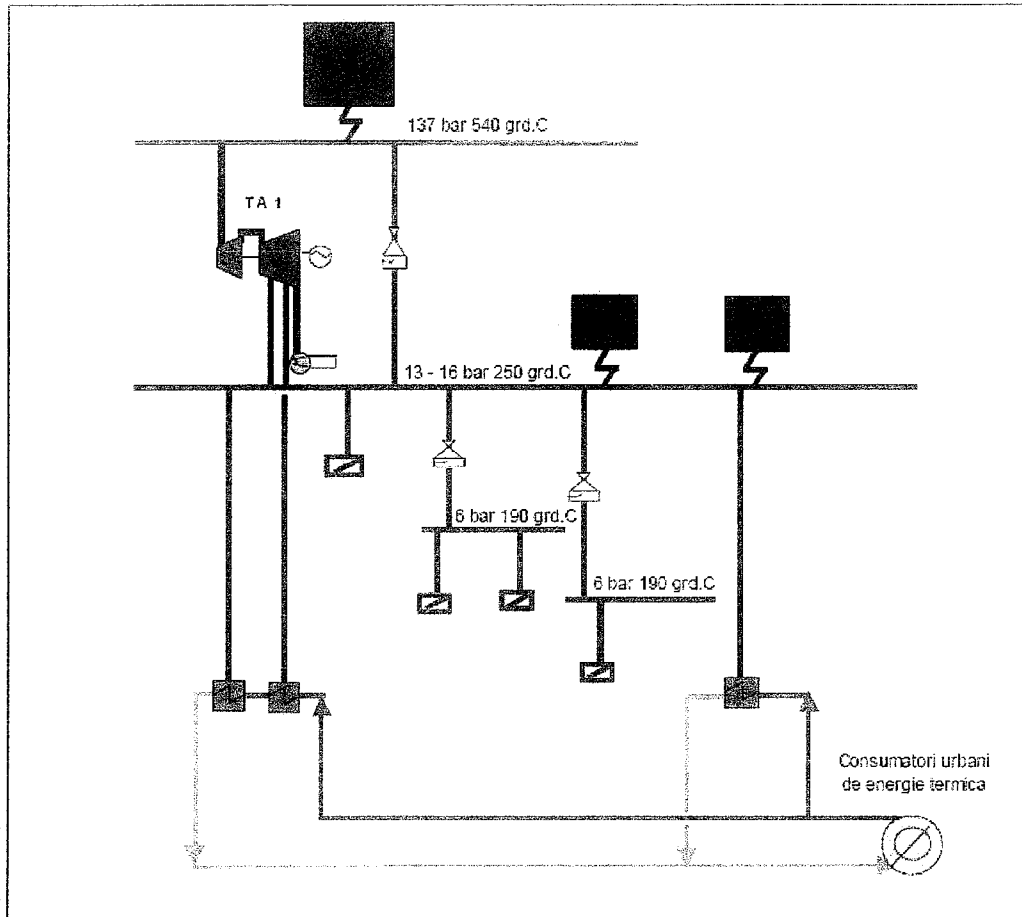 137 bar 540 grd.C
TA 1
13 - 16 bar 250 grd.C
6 bar 190 grd.C
6 bar 190 grd.C
Consumatori urbani
de energie termica